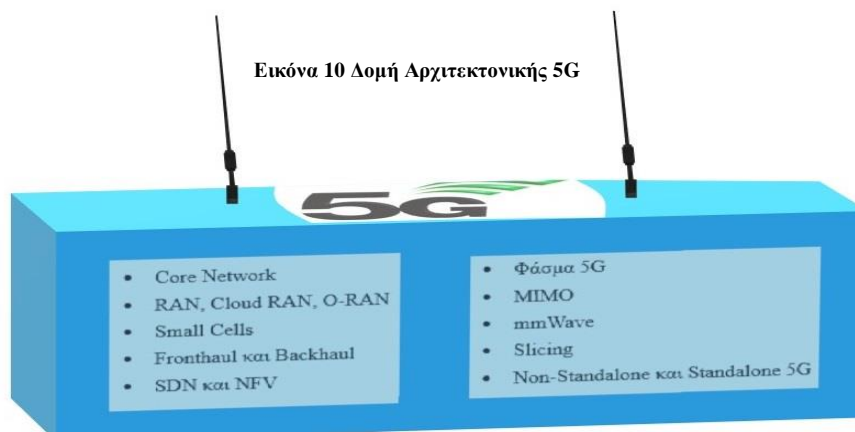 Εικόνα 10 Δομή Αρχιτεκτονικής 5G
5G
• Core Network
• RAN, Cloud RAN, O-RAN
• Small Cells
• Fronthaul και Backhaul
• SDN και NFV
• Φάσμα 5G
• MIMO
• mmWave
• Slicing
• Non-Standalone και Standalone 5G